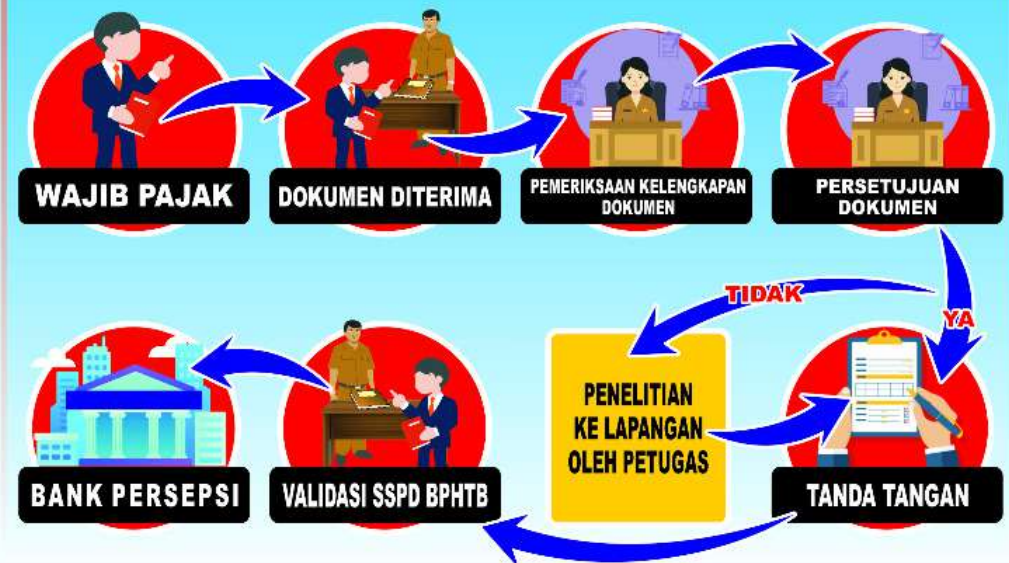 WAJIB PAJAK
DOKUMEN DITERIMA
PEMERIKSAAN KELENGKAPAN
DOKUMEN
PERSETUJUAN
DOKUMEN
TIDAK
YA
BANK PERSEPSI
VALIDASI SSPD BPHTB
PENELITIAN
KE LAPANGAN
OLEH PETUGAS
TANDA TANGAN